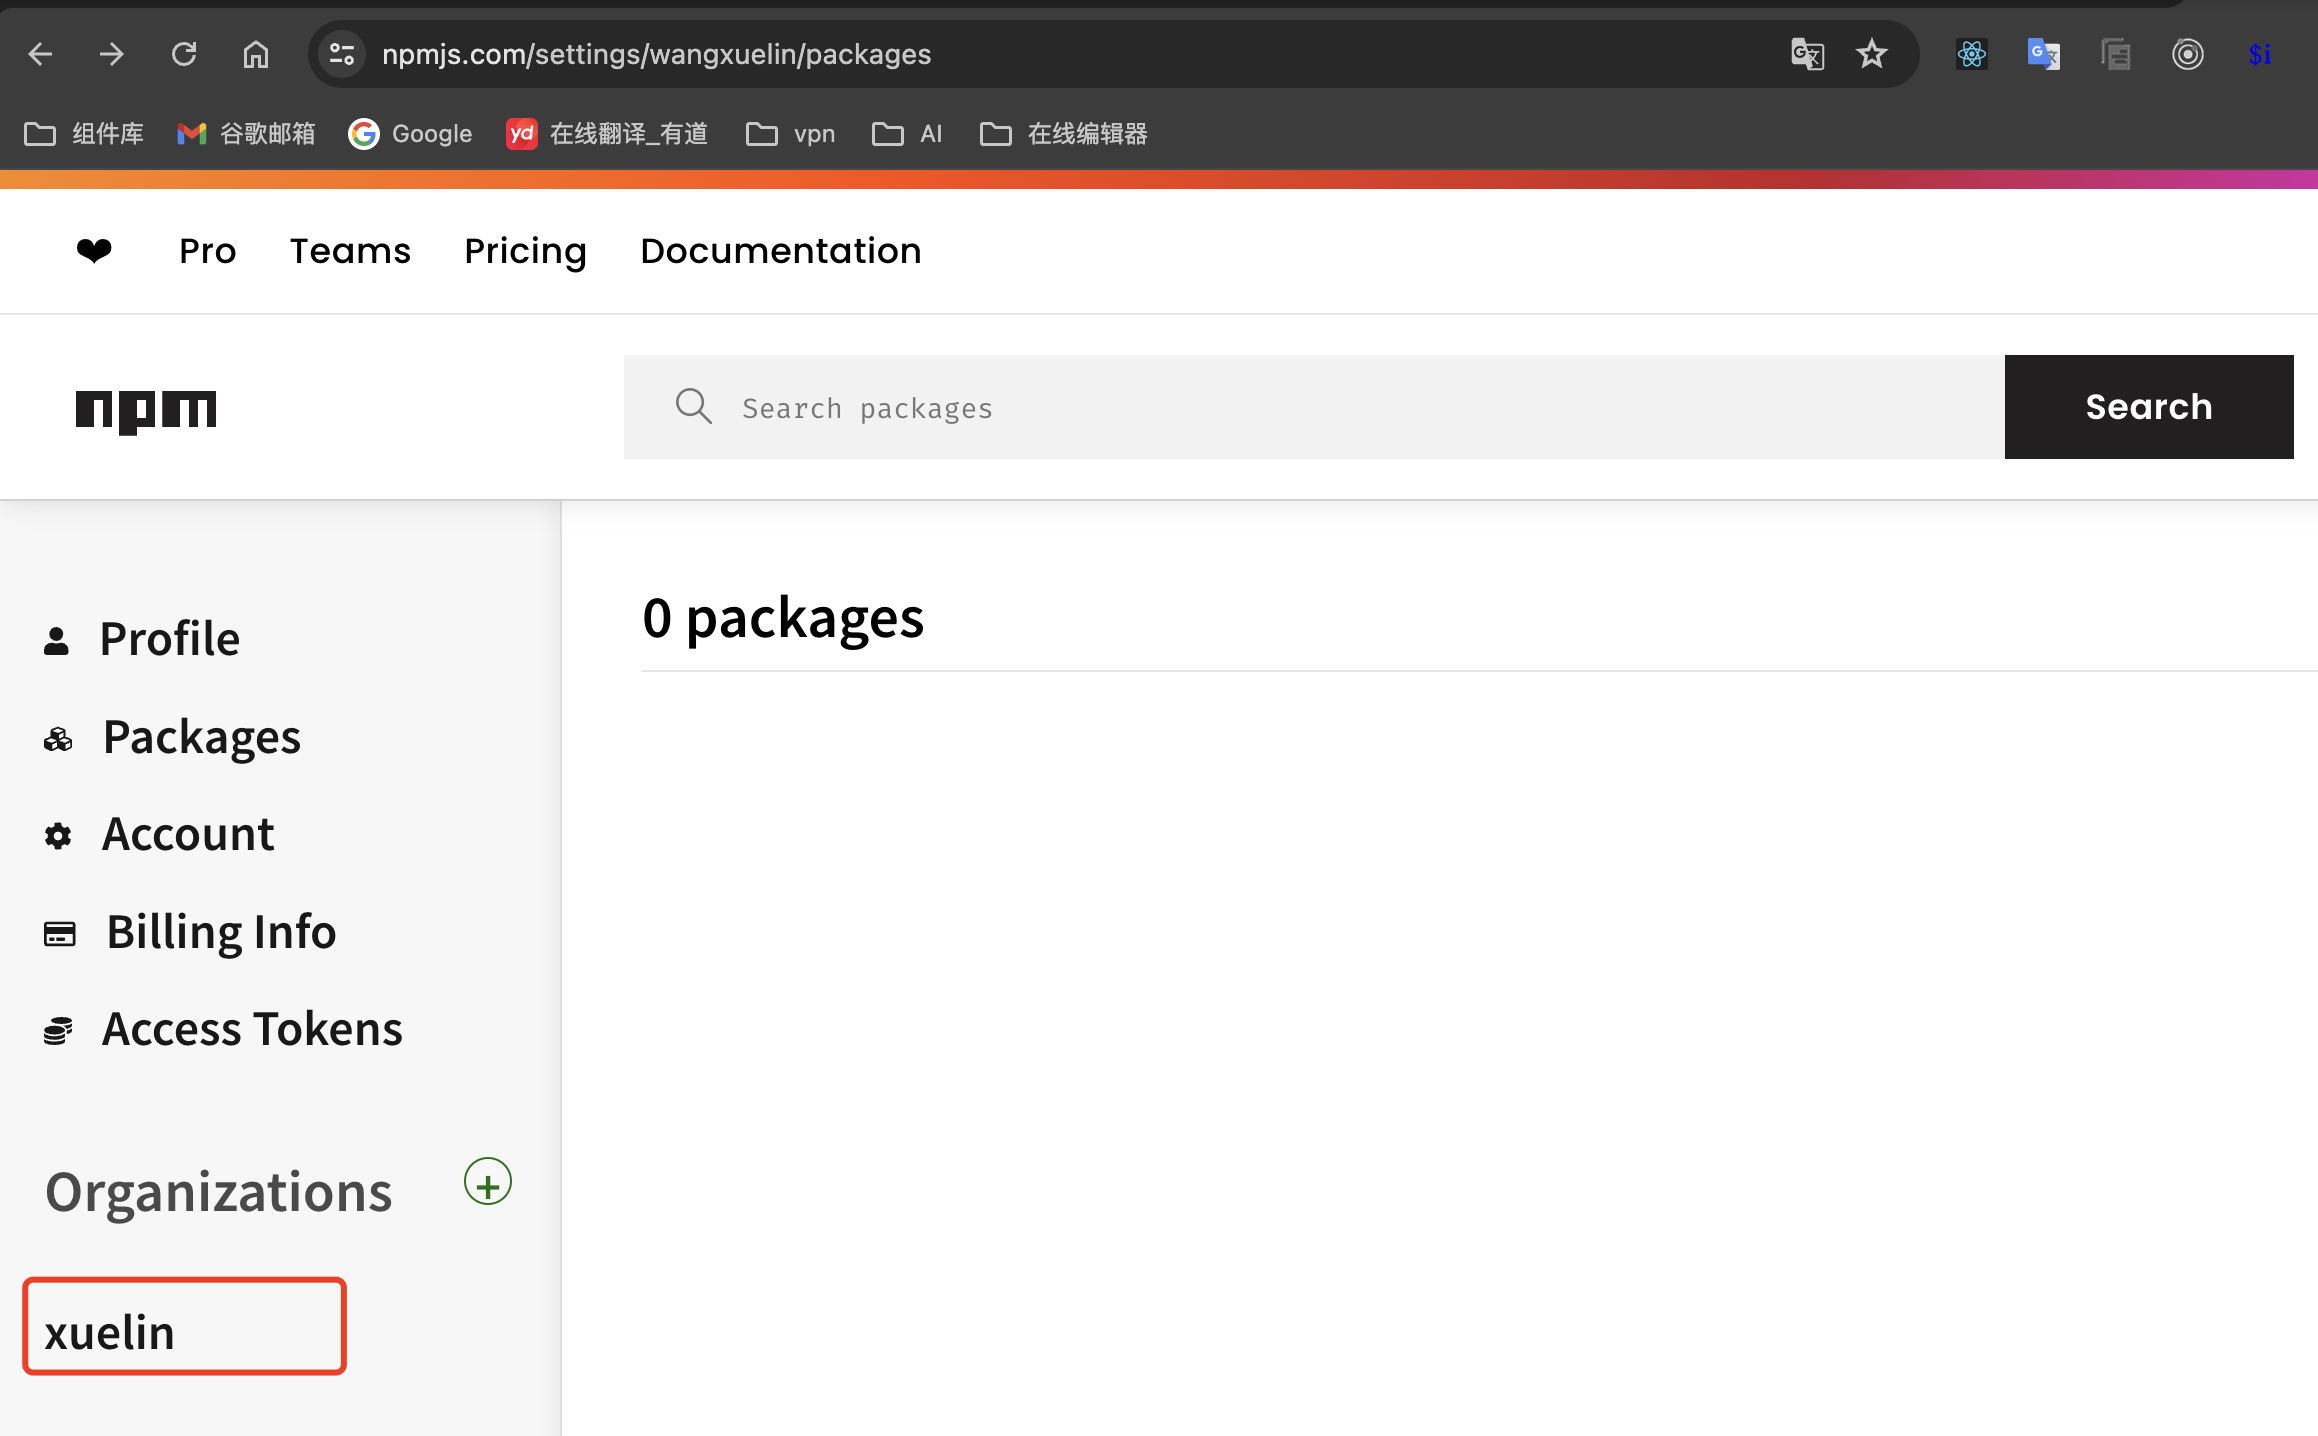 npmjs.com/settings/wangxuelin/packages
$i
组件库 谷歌邮箱 Google yd 在线翻译_有道 vpn AI 在线编辑器
❤ Pro Teams Pricing Documentation
npm Search packages Search
0 packages
Profile
Packages
Account
Billing Info
Access Tokens
Organizations +
xuelin